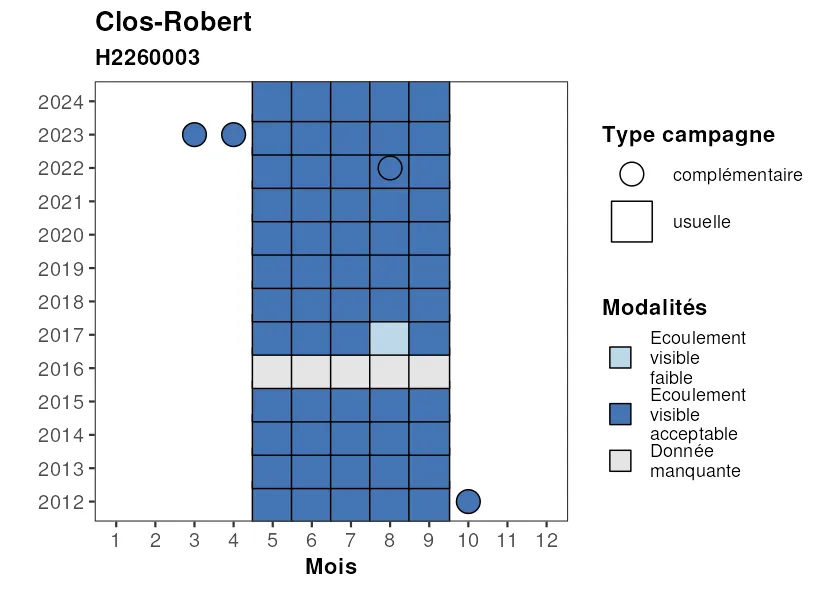 Clos-Robert
H2260003
2024
2023
2022
2021
2020
2019
2018
2017
2016
2015
2014
2013
2012
1 2 3 4 5 6 7 8 9 10 11 12
Mois
Type campagne
complémentaire
usuelle
Modalités
Ecoulement
visible
faible
Ecoulement
visible
acceptable
Donnée
manquante